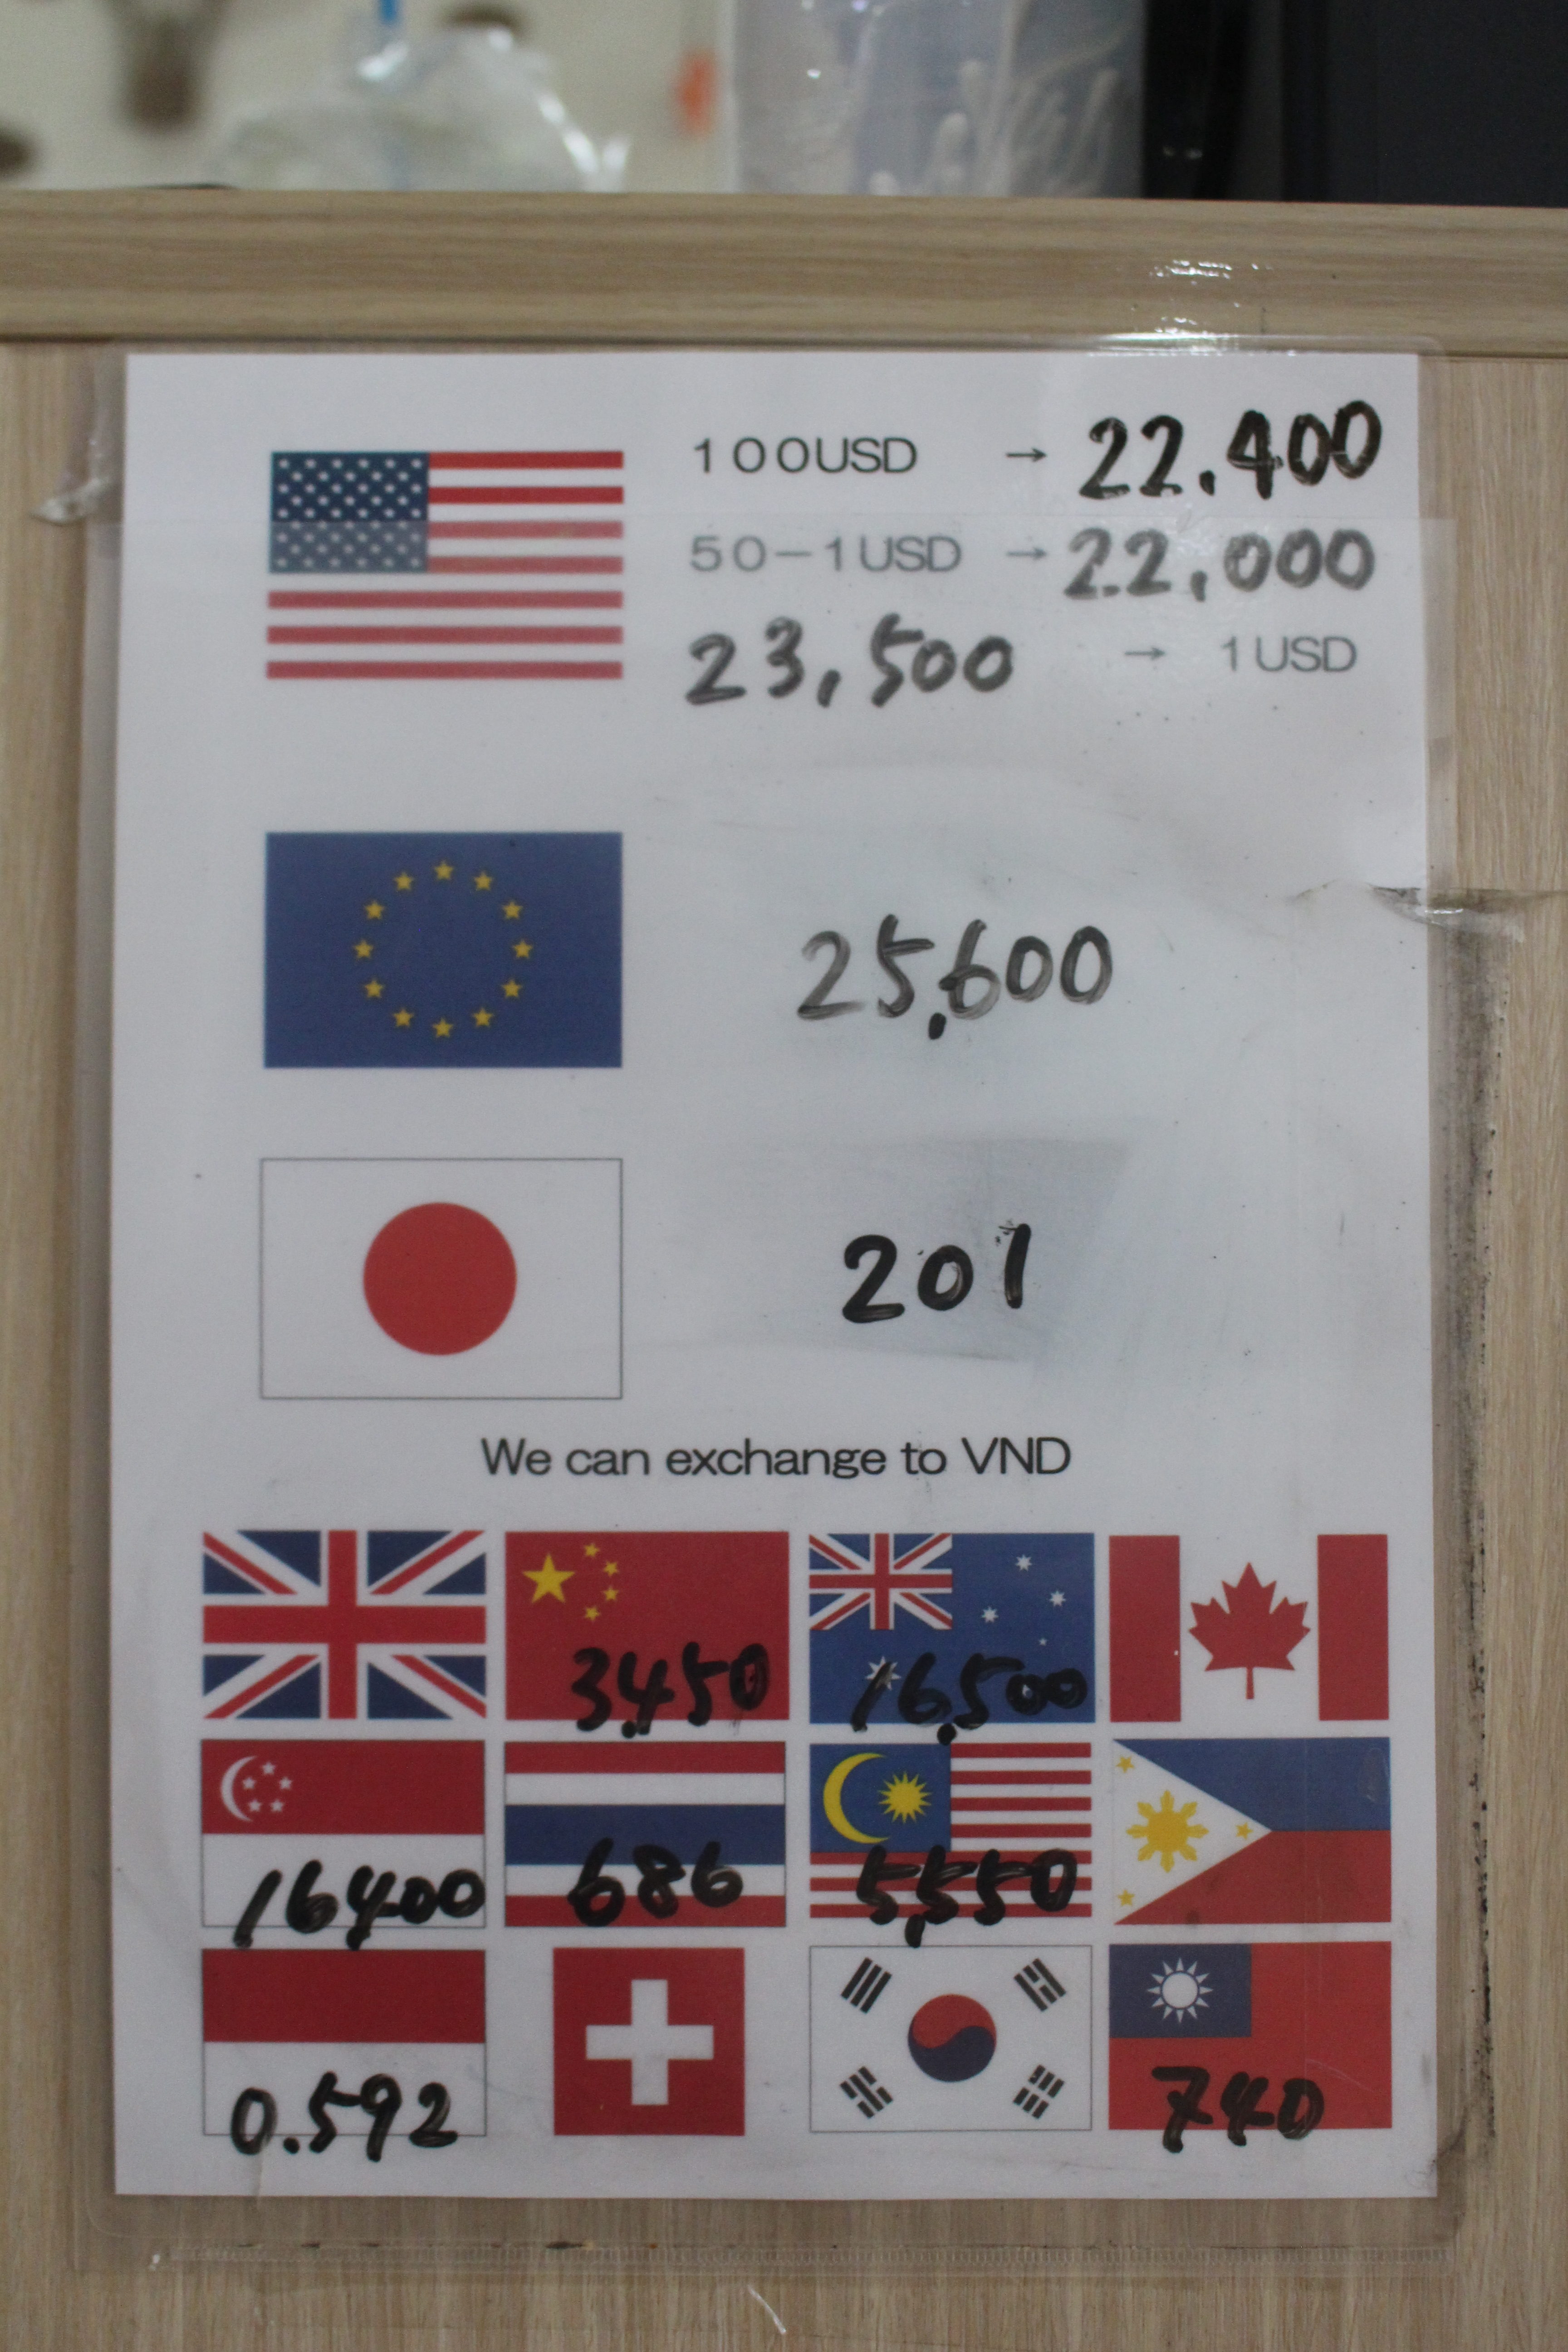 100USD → 22.400
50-1USD → 22,000
23,500 → 1USD
25,600
201
We can exchange to VND
3,450 16,500
16,400 686 5,550
0.592 740